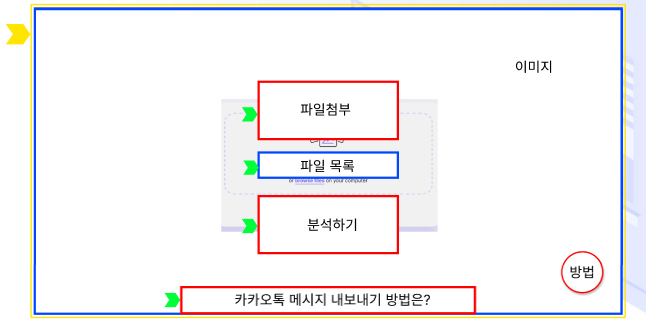 이미지
파일첨부
파일 목록
or browse files on your computer
분석하기
방법
카카오톡 메시지 내보내기 방법은?